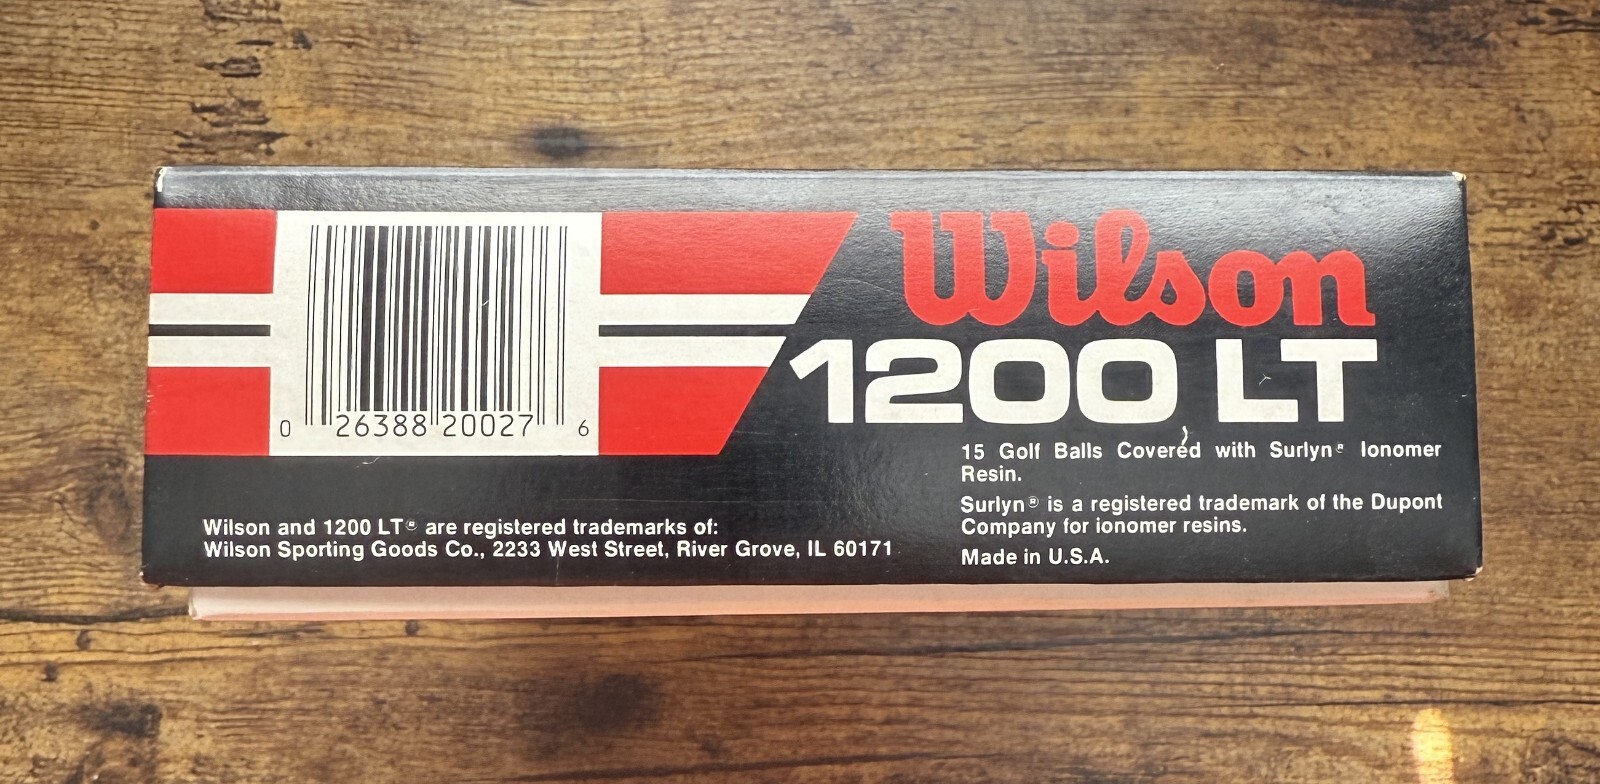 Wilson
1200 LT
0 26388 20027 6
15 Golf Balls Covered with Surlyn® Ionomer
Resin.
Surlyn® is a registered trademark of the Dupont
Company for ionomer resins.
Made in U.S.A.
Wilson and 1200 LT® are registered trademarks of:
Wilson Sporting Goods Co., 2233 West Street, River Grove, IL 60171